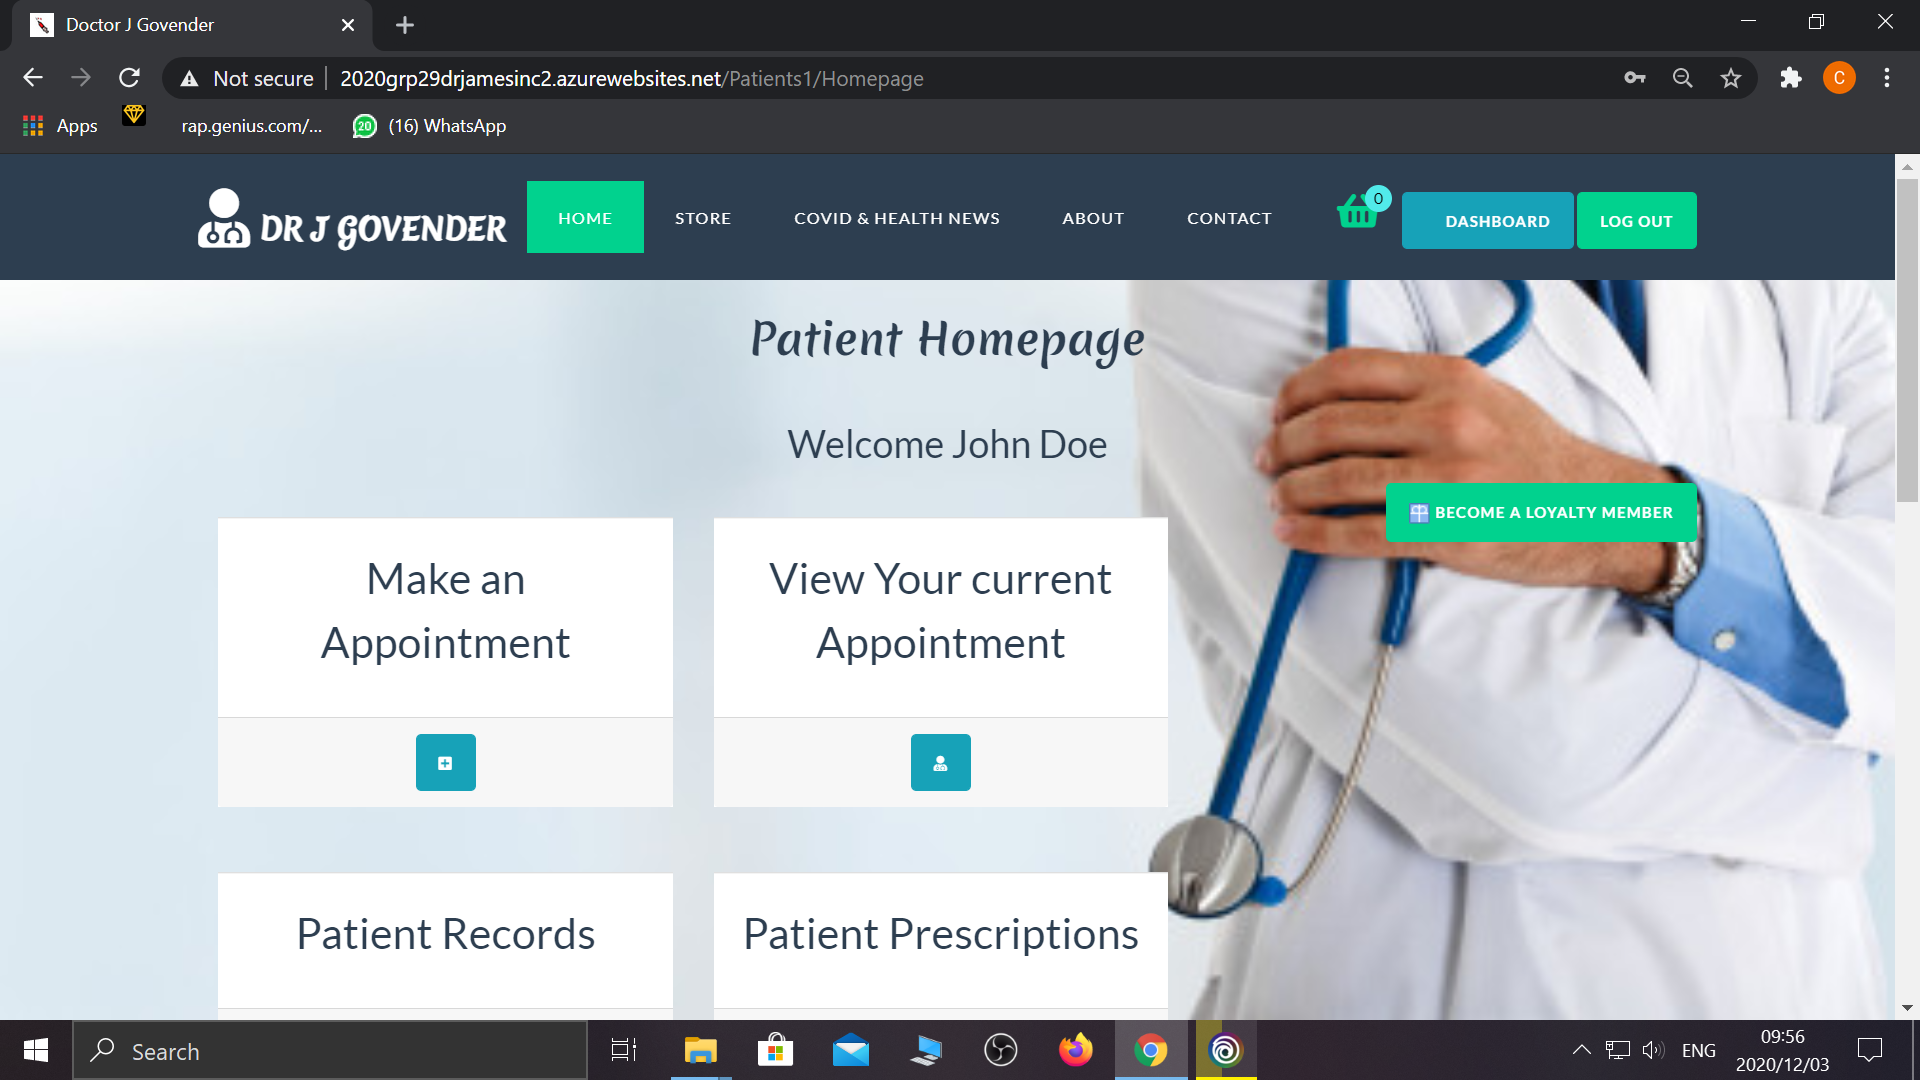 Doctor J Govender
Not secure
2020grp29drjamesinc2.azurewebsites.net/Patients1/Homepage
C
Apps
rap.genius.com/...
20
(16) WhatsApp
DR J GOVENDER
HOME
STORE
COVID & HEALTH NEWS
ABOUT
CONTACT
0
DASHBOARD
LOG OUT
Patient Homepage
Welcome John Doe
BECOME A LOYALTY MEMBER
Make an
Appointment
View Your current
Appointment
Patient Records
Patient Prescriptions
Search
ENG
09:56
2020/12/03